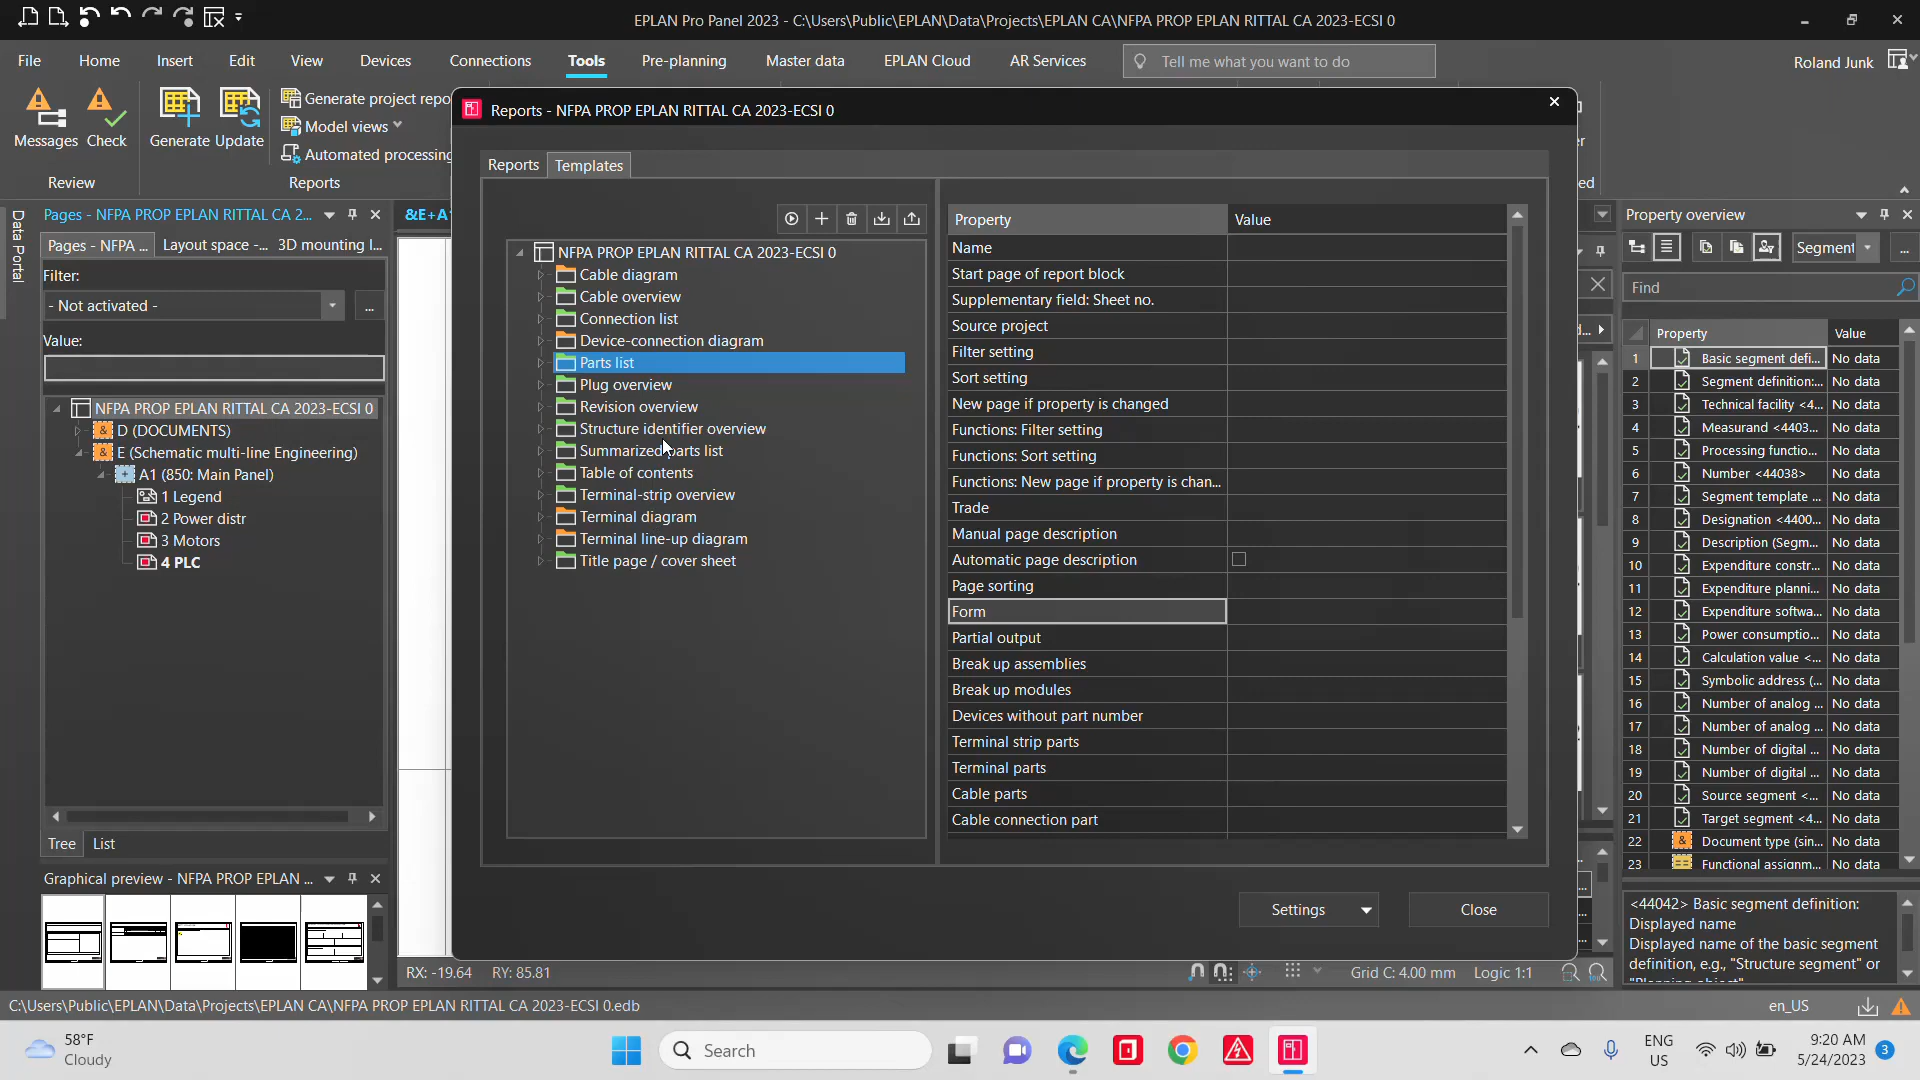 EPLAN Pro Panel 2023 - C:\Users\Public\EPLAN\Data\Projects\EPLAN CA\NFPA PROP EPLAN RITTAL CA 2023-ECSI 0
File Home Insert Edit View Devices Connections Tools Pre-planning Master data EPLAN Cloud AR Services Tell me what you want to do Roland Junk
Messages Check Generate Update
Generate project repo
Model views
Automated processing
Review Reports
Reports - NFPA PROP EPLAN RITTAL CA 2023-ECSI 0
Reports Templates
Data Portal
Pages - NFPA PROP EPLAN RITTAL CA 2...
Pages - NFPA ... Layout space -... 3D mounting l...
Filter:
- Not activated -
...
Value:
NFPA PROP EPLAN RITTAL CA 2023-ECSI 0
D (DOCUMENTS)
E (Schematic multi-line Engineering)
A1 (850: Main Panel)
1 Legend
2 Power distr
3 Motors
4 PLC
Tree List
Graphical preview - NFPA PROP EPLAN ...
&E+A1
NFPA PROP EPLAN RITTAL CA 2023-ECSI 0
Cable diagram
Cable overview
Connection list
Device-connection diagram
Parts list
Plug overview
Revision overview
Structure identifier overview
Summarized parts list
Table of contents
Terminal-strip overview
Terminal diagram
Terminal line-up diagram
Title page / cover sheet
Property Value
Name
Start page of report block
Supplementary field: Sheet no.
Source project
Filter setting
Sort setting
New page if property is changed
Functions: Filter setting
Functions: Sort setting
Functions: New page if property is chan...
Trade
Manual page description
Automatic page description
Page sorting
Form
Partial output
Break up assemblies
Break up modules
Devices without part number
Terminal strip parts
Terminal parts
Cable parts
Cable connection part
Settings Close
ed
Property overview
Segment
...
Find
Property Value
1 Basic segment defi... No data
2 Segment definition:... No data
3 Technical facility <4... No data
4 Measurand <4403... No data
5 Processing functio... No data
6 Number <44038> No data
7 Segment template ... No data
8 Designation <4400... No data
9 Description (Segm... No data
10 Expenditure constr... No data
11 Expenditure planni... No data
12 Expenditure softwa... No data
13 Power consumptio... No data
14 Calculation value <... No data
15 Symbolic address (... No data
16 Number of analog ... No data
17 Number of analog ... No data
18 Number of digital ... No data
19 Number of digital ... No data
20 Source segment <... No data
21 Target segment <4... No data
22 Document type (sin... No data
23 Functional assignm... No data
<44042> Basic segment definition:
Displayed name
Displayed name of the basic segment
definition, e.g., "Structure segment" or
RX: -19.64 RY: 85.81 Grid C: 4.00 mm Logic 1:1
C:\Users\Public\EPLAN\Data\Projects\EPLAN CA\NFPA PROP EPLAN RITTAL CA 2023-ECSI 0.edb en_US
58°F
Cloudy
Search
ENG
US
9:20 AM
5/24/2023
3